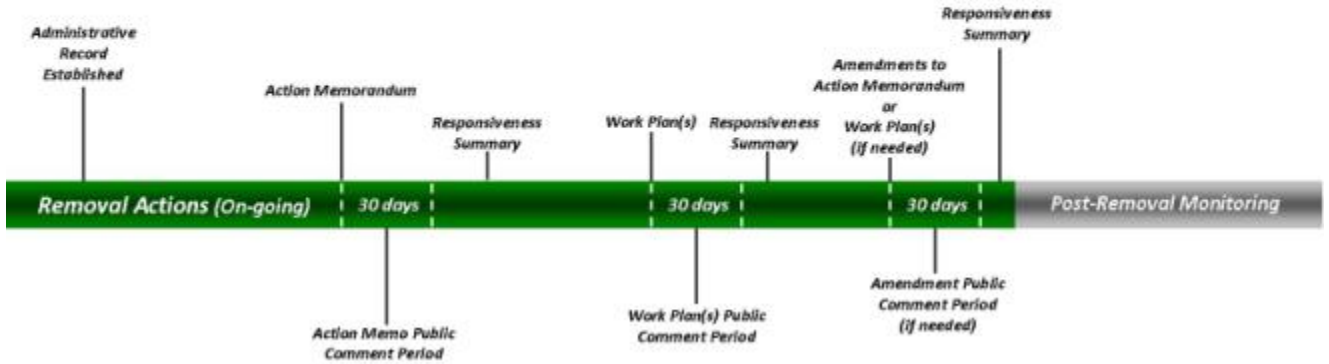 Administrative
Record
Established
Action Memorandum
Responsiveness
Summary
Work Plan(s)
Responsiveness
Summary
Amendments to
Action Memorandum
or
Work Plan(s)
(if needed)
Responsiveness
Summary
Removal Actions (On-going)
30 days
30 days
30 days
Post-Removal Monitoring
Action Memo Public
Comment Period
Work Plan(s) Public
Comment Period
Amendment Public
Comment Period
(if needed)